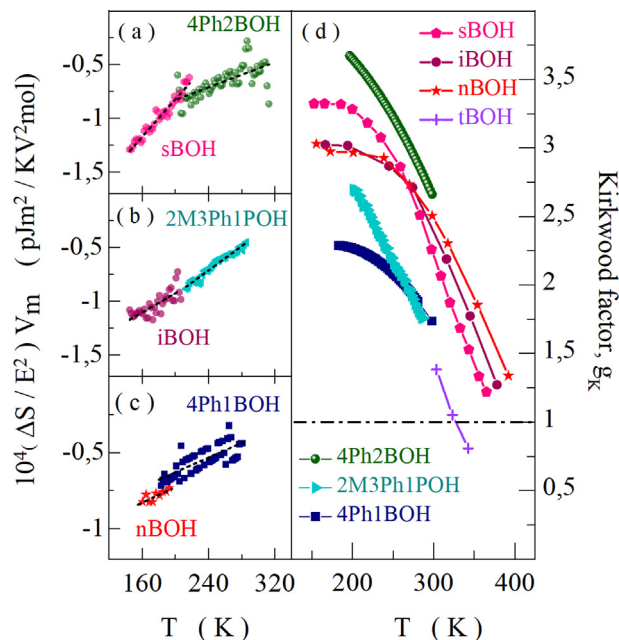 ( a )
4Ph2BOH
-0,5
-1
-1,25
sBOH
( b )
2M3Ph1POH
-0,5
-1
-1,5
iBOH
( c )
4Ph1BOH
-0,5
-1
nBOH
160 240 320
T ( K )
10⁴( ΔS / E² ) Vₘ ( pJm² / KV²mol )
( d )
sBOH
iBOH
nBOH
tBOH
4Ph2BOH
2M3Ph1POH
4Ph1BOH
3,5
3
2,5
2
1,5
1
0,5
200 300 400
T ( K )
Kirkwood factor, g_K